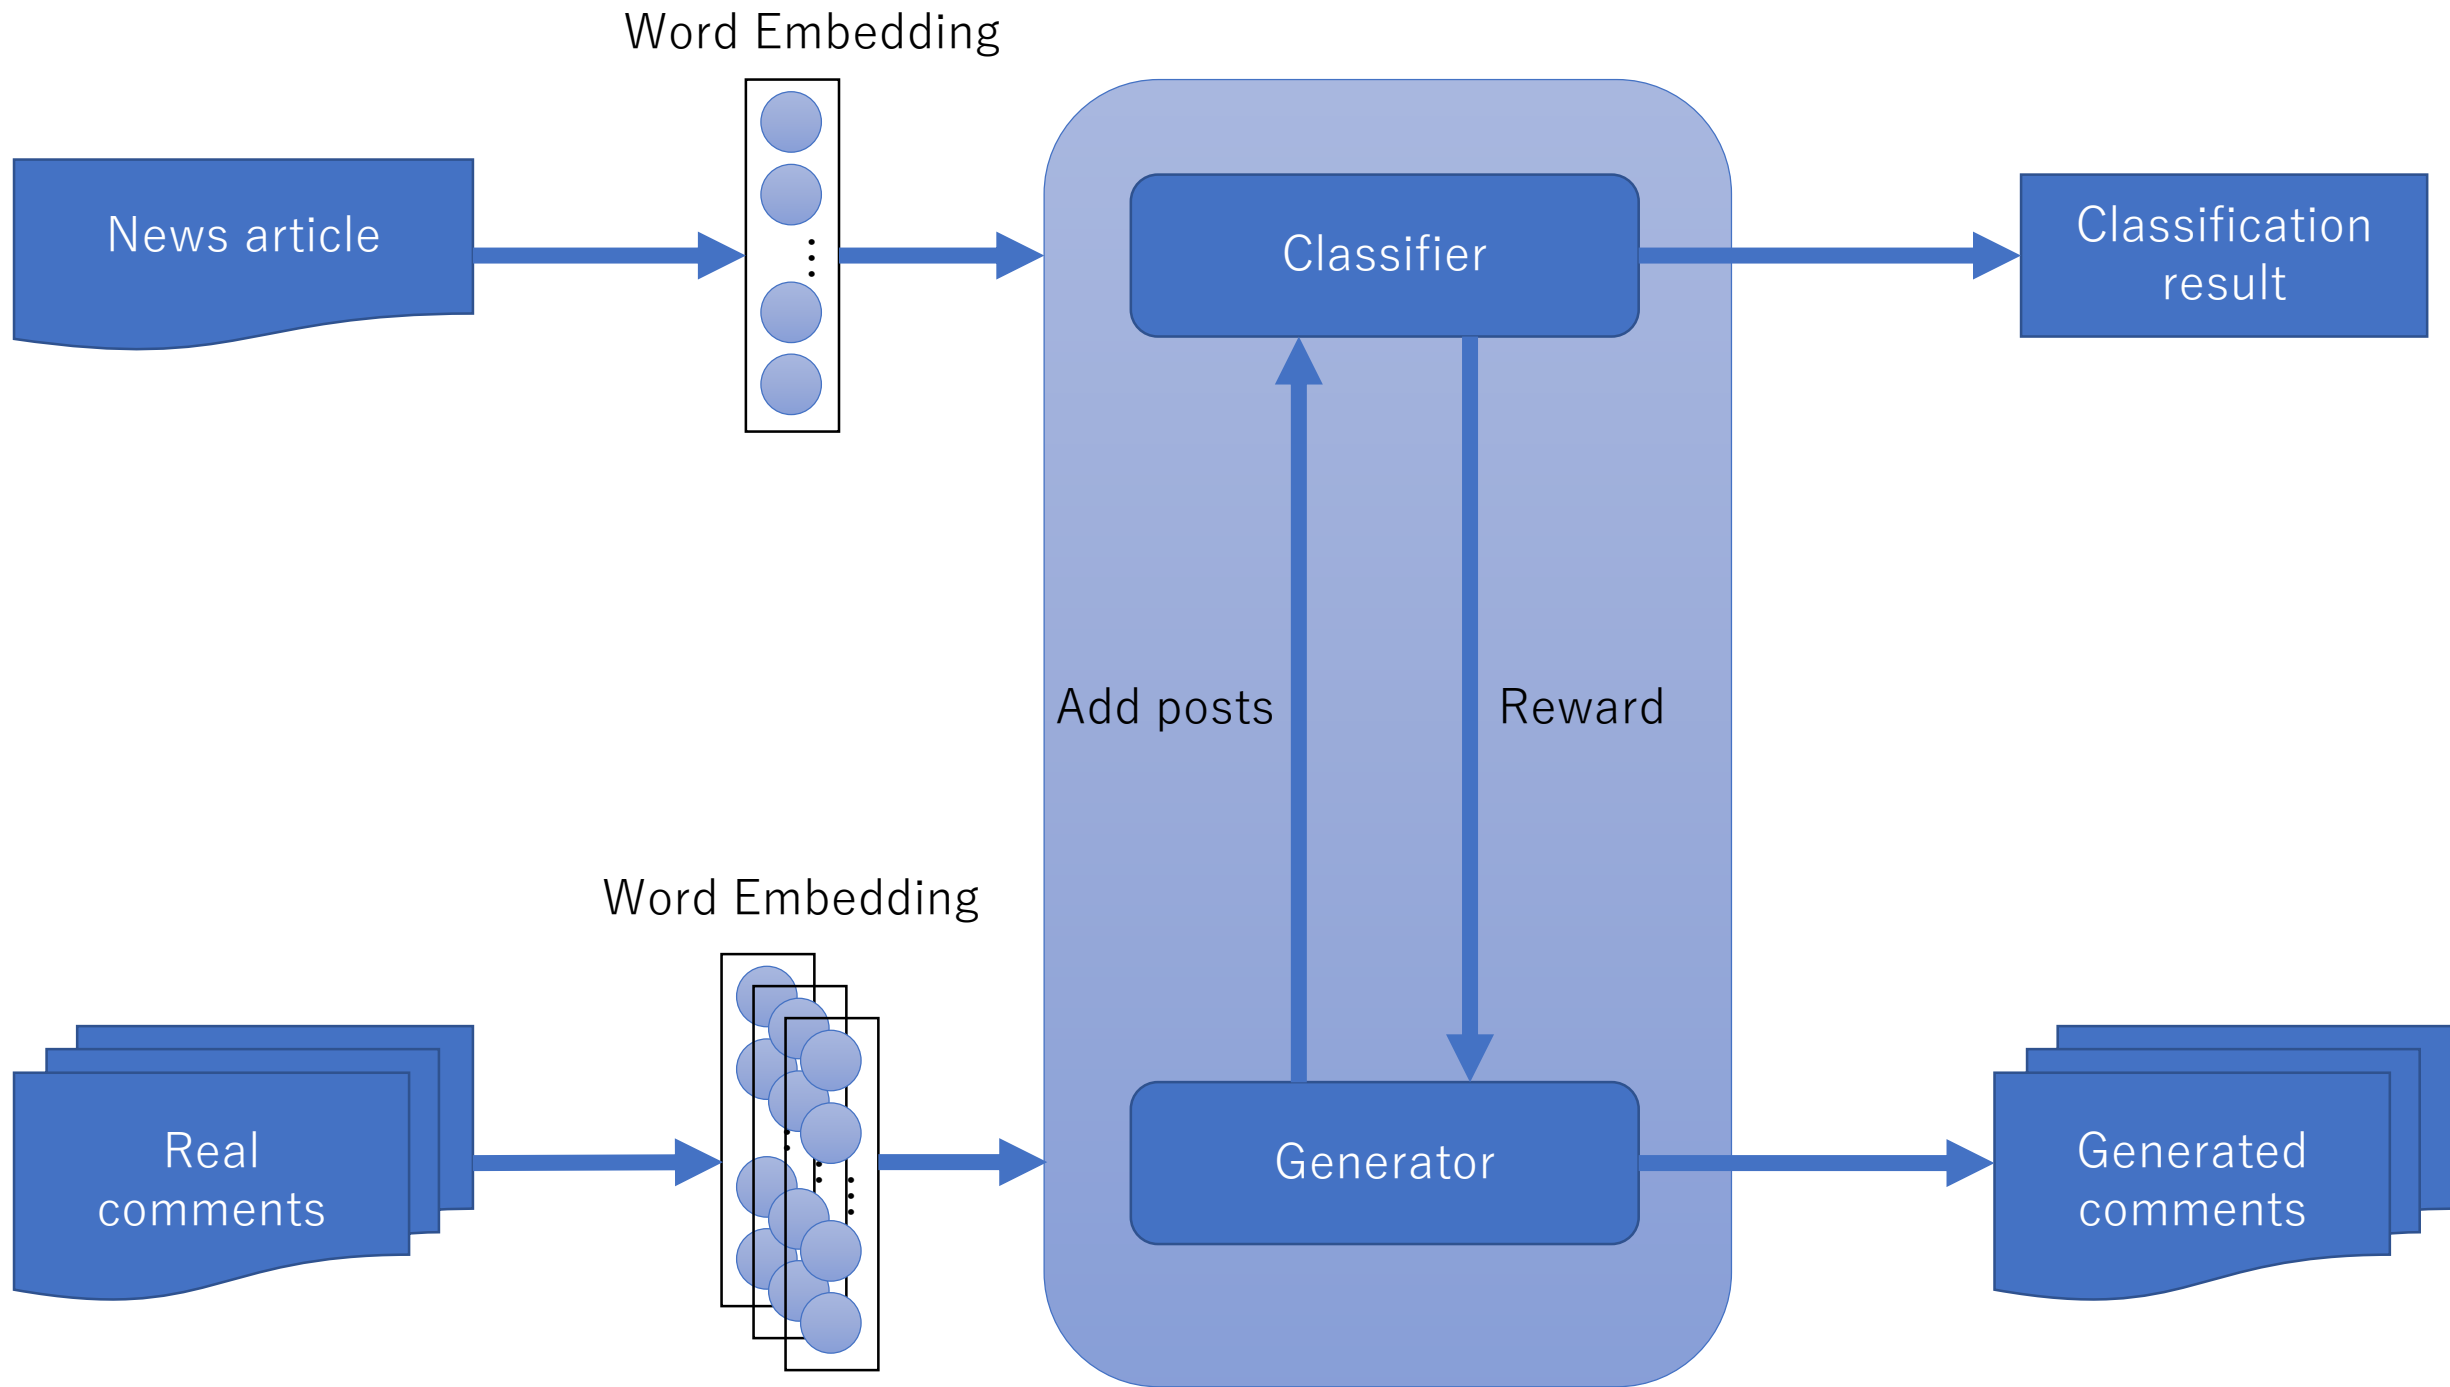 Word Embedding
News article
Classifier
Classification
result
Add posts
Reward
Word Embedding
Real
comments
Generator
Generated
comments